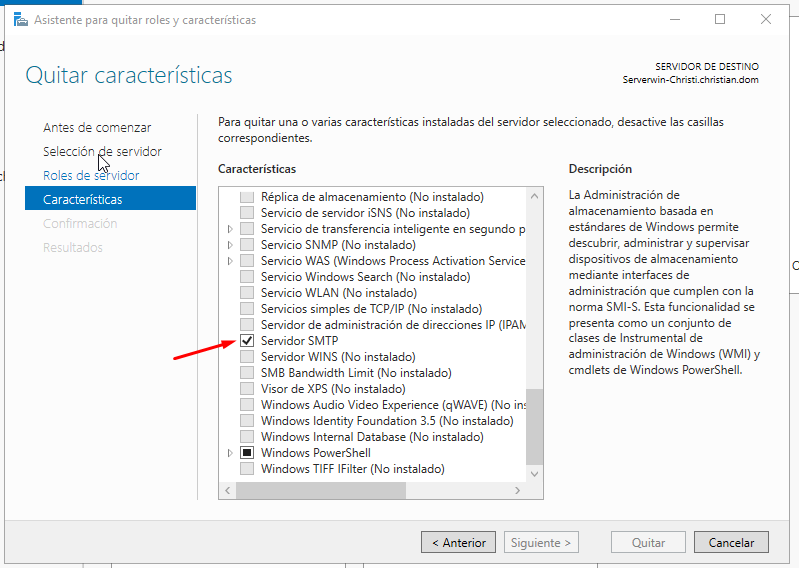 Asistente para quitar roles y características
Quitar características
SERVIDOR DE DESTINO
Serverwin-Christi.christian.dom
Antes de comenzar
Selección de servidor
Roles de servidor
Características
Confirmación
Resultados
Para quitar una o varias características instaladas del servidor seleccionado, desactive las casillas
correspondientes.
Características
Réplica de almacenamiento (No instalado)
Servicio de servidor iSNS (No instalado)
Servicio de transferencia inteligente en segundo p
Servicio SNMP (No instalado)
Servicio WAS (Windows Process Activation Service
Servicio Windows Search (No instalado)
Servicio WLAN (No instalado)
Servicios simples de TCP/IP (No instalado)
Servidor de administración de direcciones IP (IPAM
Servidor SMTP
Servidor WINS (No instalado)
SMB Bandwidth Limit (No instalado)
Visor de XPS (No instalado)
Windows Audio Video Experience (qWAVE) (No ins
Windows Identity Foundation 3.5 (No instalado)
Windows Internal Database (No instalado)
Windows PowerShell
Windows TIFF IFilter (No instalado)
Descripción
La Administración de
almacenamiento basada en
estándares de Windows permite
descubrir, administrar y supervisar
dispositivos de almacenamiento
mediante interfaces de
administración que cumplen con la
norma SMI-S. Esta funcionalidad se
presenta como un conjunto de
clases de Instrumental de
administración de Windows (WMI) y
cmdlets de Windows PowerShell.
< Anterior
Siguiente >
Quitar
Cancelar